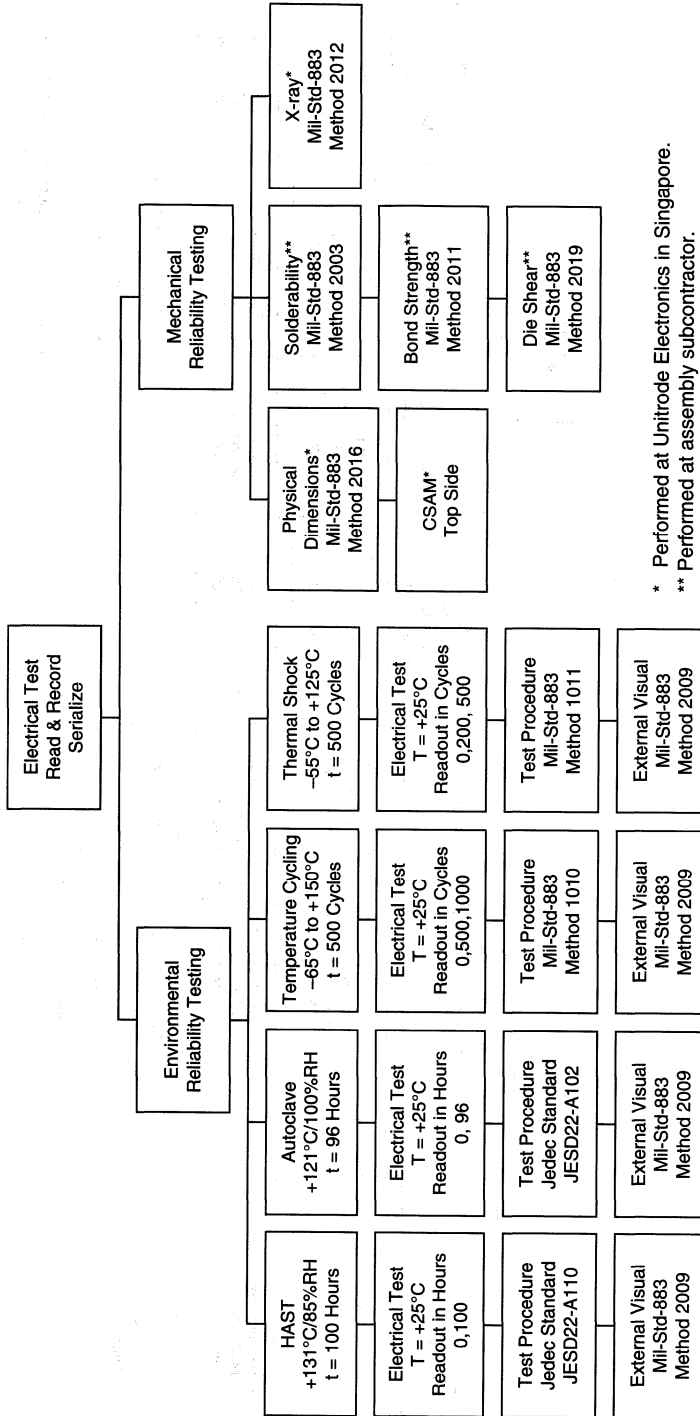 Electrical Test
Read & Record
Serialize
Environmental
Reliability Testing
Mechanical
Reliability Testing
HAST
+131°C/85%RH
t = 100 Hours
Electrical Test
T = +25°C
Readout in Hours
0,100
Test Procedure
Jedec Standard
JESD22-A110
External Visual
Mil-Std-883
Method 2009
Autoclave
+121°C/100%RH
t = 96 Hours
Electrical Test
T = +25°C
Readout in Hours
0, 96
Test Procedure
Jedec Standard
JESD22-A102
External Visual
Mil-Std-883
Method 2009
Temperature Cycling
–65°C to +150°C
t = 500 Cycles
Electrical Test
T = +25°C
Readout in Cycles
0,500,1000
Test Procedure
Mil-Std-883
Method 1010
External Visual
Mil-Std-883
Method 2009
Thermal Shock
–55°C to +125°C
t = 500 Cycles
Electrical Test
T = +25°C
Readout in Cycles
0,200, 500
Test Procedure
Mil-Std-883
Method 1011
External Visual
Mil-Std-883
Method 2009
Physical
Dimensions*
Mil-Std-883
Method 2016
CSAM*
Top Side
Solderability**
Mil-Std-883
Method 2003
Bond Strength**
Mil-Std-883
Method 2011
Die Shear**
Mil-Std-883
Method 2019
X-ray*
Mil-Std-883
Method 2012
* Performed at Unitrode Electronics in Singapore.
** Performed at assembly subcontractor.